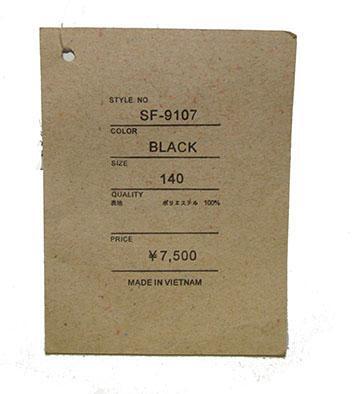 STYLE NO
SF-9107
COLOR
BLACK
SIZE
140
QUALITY
表地 ポリエステル 100%
PRICE
¥7,500
MADE IN VIETNAM